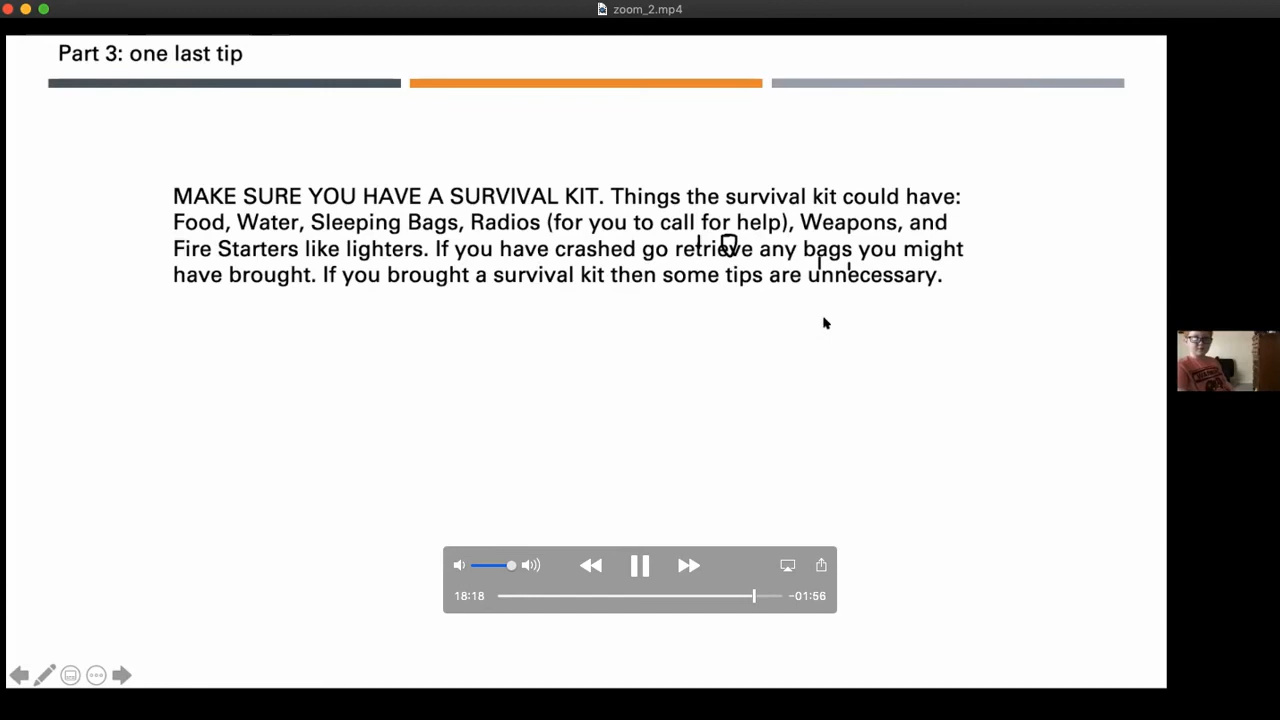 zoom_2.mp4
Part 3: one last tip
MAKE SURE YOU HAVE A SURVIVAL KIT. Things the survival kit could have:
Food, Water, Sleeping Bags, Radios (for you to call for help), Weapons, and
Fire Starters like lighters. If you have crashed go retrieve any bags you might
have brought. If you brought a survival kit then some tips are unnecessary.
18:18
−01:56